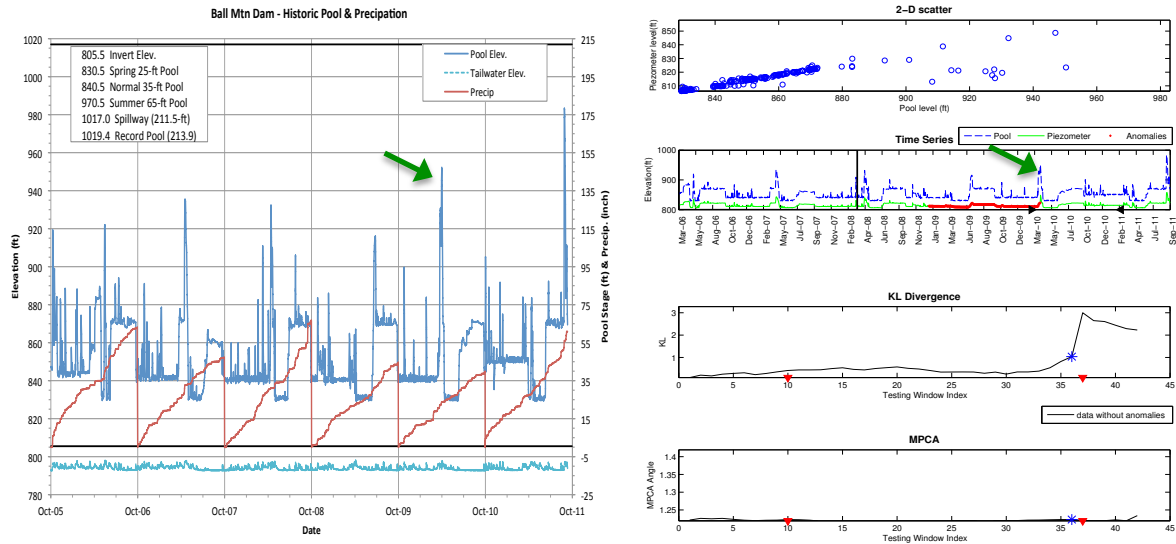 Ball Mtn Dam - Historic Pool & Precipation
1020
1000
980
960
940
920
900
880
860
840
820
800
780
Elevation (ft)
805.5 Invert Elev.
830.5 Spring 25-ft Pool
840.5 Normal 35-ft Pool
970.5 Summer 65-ft Pool
1017.0 Spillway (211.5-ft)
1019.4 Record Pool (213.9)
Pool Elev.
Tailwater Elev.
Precip
215
195
175
155
135
115
95
75
55
35
15
-5
-25
Pool Stage (ft) & Precip. (inch)
Oct-05 Oct-06 Oct-07 Oct-08 Oct-09 Oct-10 Oct-11
Date
2-D scatter
850
840
830
820
810
Piezometer level(ft)
840 860 880 900 920 940 960 980
Pool level (ft)
Time Series
Pool Piezometer Anomalies
1000
900
800
Elevation(ft)
Mar-06 May-06 Aug-06 Oct-06 Dec-06 Feb-07 May-07 Jul-07 Sep-07 Dec-07 Feb-08 Apr-08 Jun-08 Aug-08 Jan-09 Mar-09 Jun-09 Aug-09 Oct-09 Dec-09 Mar-10 May-10 Jul-10 Oct-10 Dec-10 Feb-11 Apr-11 Jul-11 Sep-11
KL Divergence
3
2
1
KL
0 5 10 15 20 25 30 35 40 45
Testing Window Index
data without anomalies
MPCA
1.4
1.35
1.3
1.25
MPCA Angle
0 5 10 15 20 25 30 35 40 45
Testing Window Index